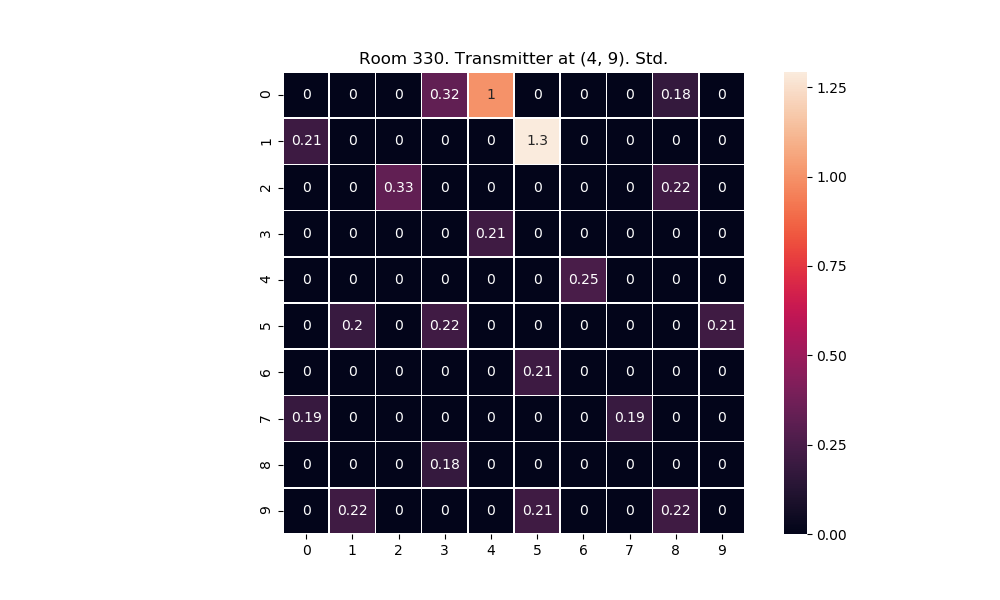 Room 330. Transmitter at (4, 9). Std.
0 0 0 0 0.32 1 0 0 0 0.18 0
1 0.21 0 0 0 0 1.3 0 0 0 0
2 0 0 0.33 0 0 0 0 0 0.22 0
3 0 0 0 0 0.21 0 0 0 0 0
4 0 0 0 0 0 0 0.25 0 0 0
5 0 0.2 0 0.22 0 0 0 0 0 0.21
6 0 0 0 0 0 0.21 0 0 0 0
7 0.19 0 0 0 0 0 0 0.19 0 0
8 0 0 0 0.18 0 0 0 0 0 0
9 0 0.22 0 0 0 0.21 0 0 0.22 0
0 1 2 3 4 5 6 7 8 9
1.25
1.00
0.75
0.50
0.25
0.00